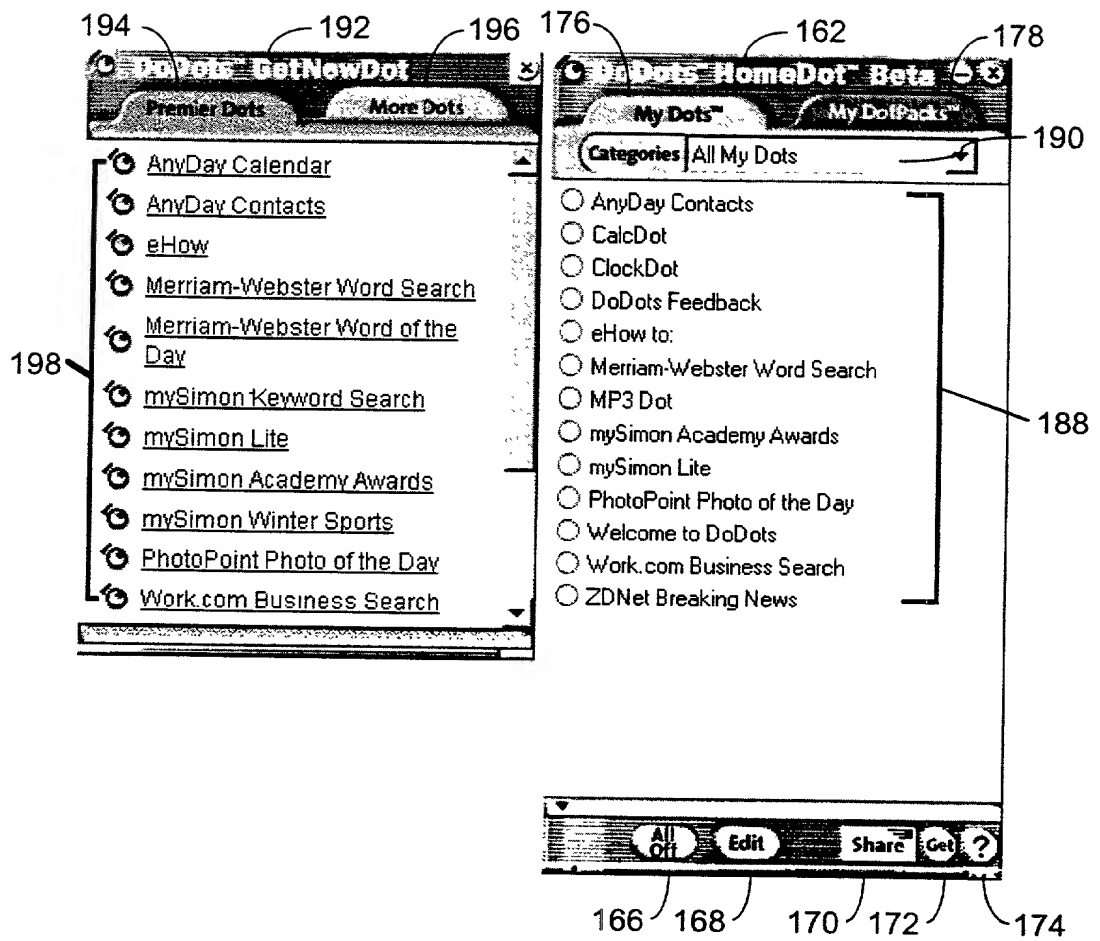 194
192
196
DoDots™ GetNewDot
Premier Dots
More Dots
AnyDay Calendar
AnyDay Contacts
eHow
Merriam-Webster Word Search
Merriam-Webster Word of the
Day
mySimon Keyword Search
mySimon Lite
mySimon Academy Awards
mySimon Winter Sports
PhotoPoint Photo of the Day
Work.com Business Search
198
176
162
178
DoDots™ HomeDot™ Beta
My Dots™
My DotPacks™
190
Categories
All My Dots
AnyDay Contacts
CalcDot
ClockDot
DoDots Feedback
eHow to:
Merriam-Webster Word Search
MP3 Dot
mySimon Academy Awards
mySimon Lite
PhotoPoint Photo of the Day
Welcome to DoDots
Work.com Business Search
ZDNet Breaking News
188
All
Off
Edit
Share
Get
?
166
168
170
172
174